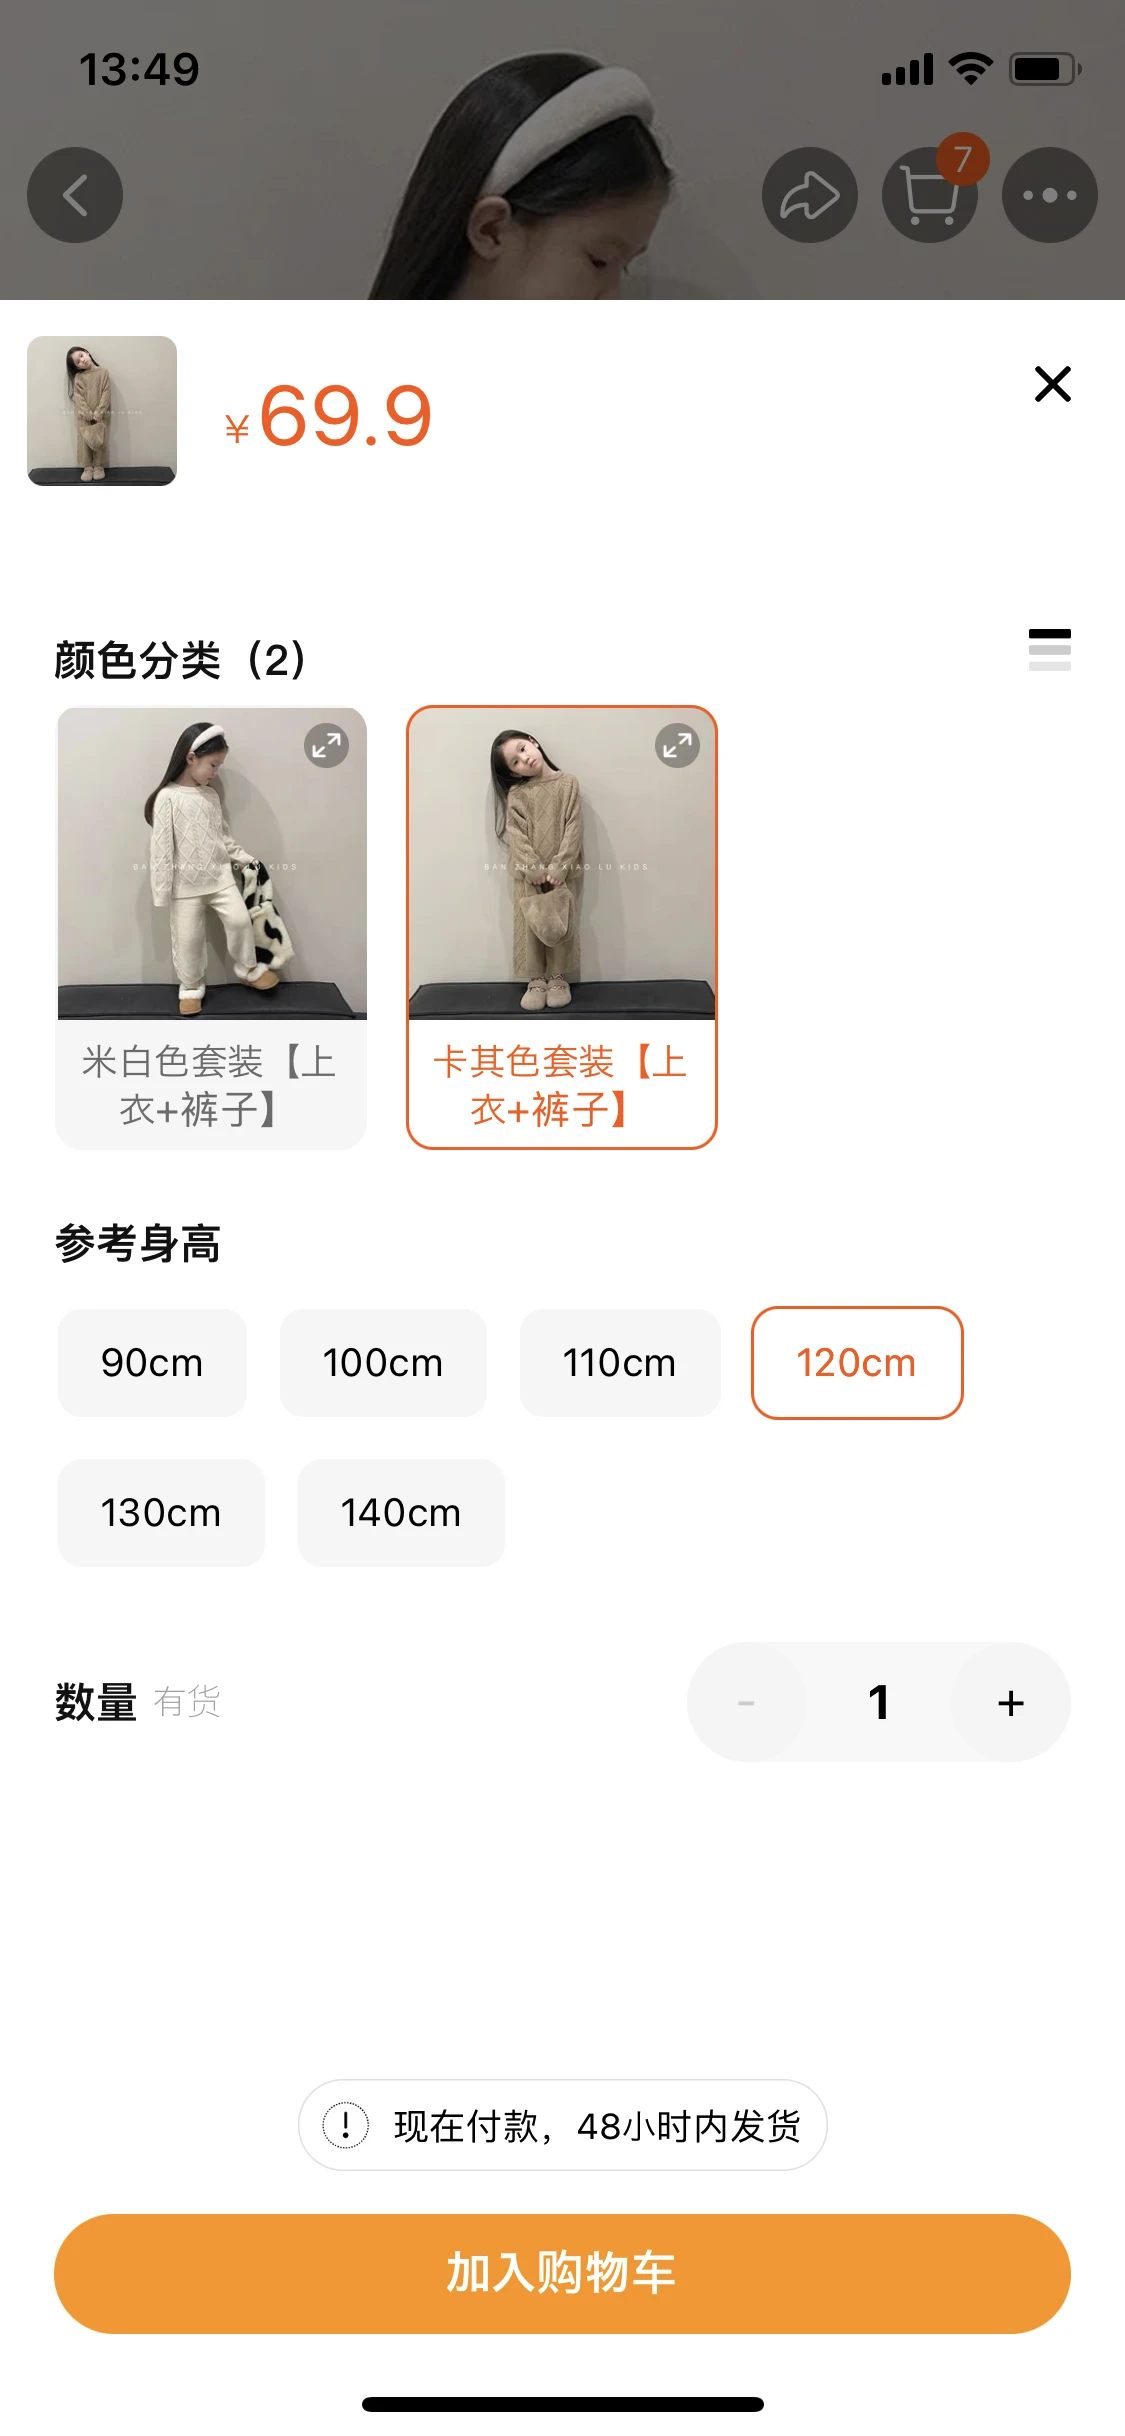 13:49
7
¥69.9
颜色分类（2）
BAN ZHANG XIAO LU KIDS
BAN ZHANG XIAO LU KIDS
米白色套装【上
衣+裤子】
卡其色套装【上
衣+裤子】
参考身高
90cm
100cm
110cm
120cm
130cm
140cm
数量 有货
- 1 +
! 现在付款，48小时内发货
加入购物车